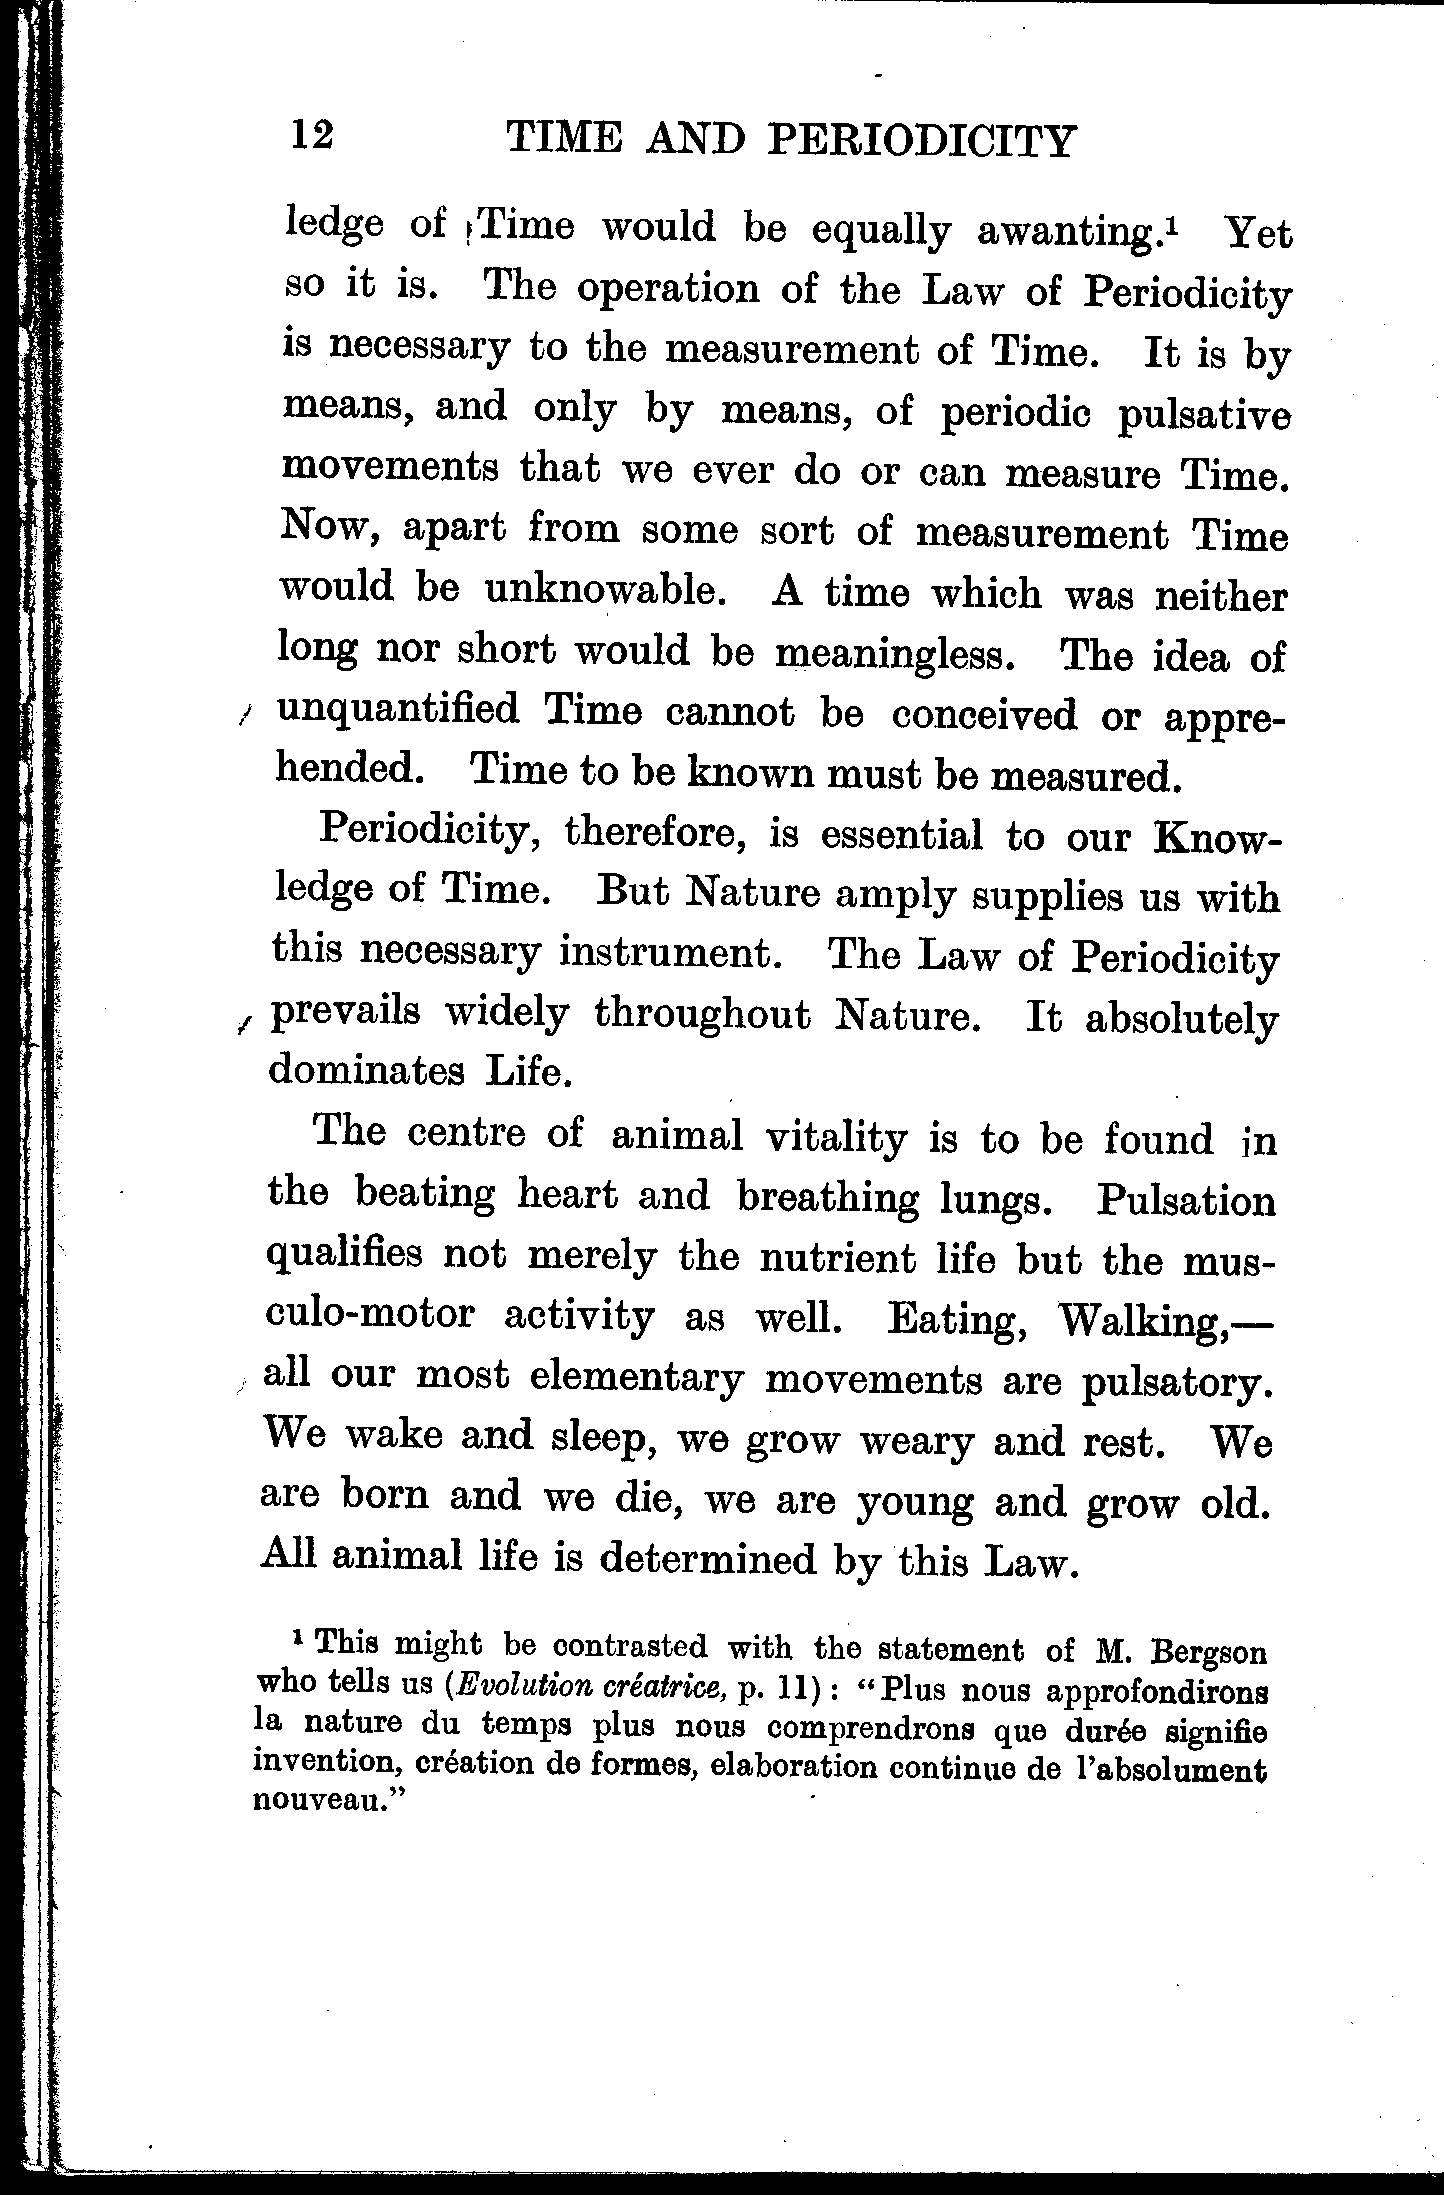 12 TIME AND PERIODICITY
ledge of Time would be equally awanting.¹ Yet
so it is. The operation of the Law of Periodicity
is necessary to the measurement of Time. It is by
means, and only by means, of periodic pulsative
movements that we ever do or can measure Time.
Now, apart from some sort of measurement Time
would be unknowable. A time which was neither
long nor short would be meaningless. The idea of
unquantified Time cannot be conceived or appre-
hended. Time to be known must be measured.
Periodicity, therefore, is essential to our Know-
ledge of Time. But Nature amply supplies us with
this necessary instrument. The Law of Periodicity
prevails widely throughout Nature. It absolutely
dominates Life.
The centre of animal vitality is to be found in
the beating heart and breathing lungs. Pulsation
qualifies not merely the nutrient life but the mus-
culo-motor activity as well. Eating, Walking,—
all our most elementary movements are pulsatory.
We wake and sleep, we grow weary and rest. We
are born and we die, we are young and grow old.
All animal life is determined by this Law.
¹ This might be contrasted with the statement of M. Bergson
who tells us (Evolution créatrice, p. 11): “Plus nous approfondirons
la nature du temps plus nous comprendrons que durée signifie
invention, création de formes, elaboration continue de l'absolument
nouveau.”